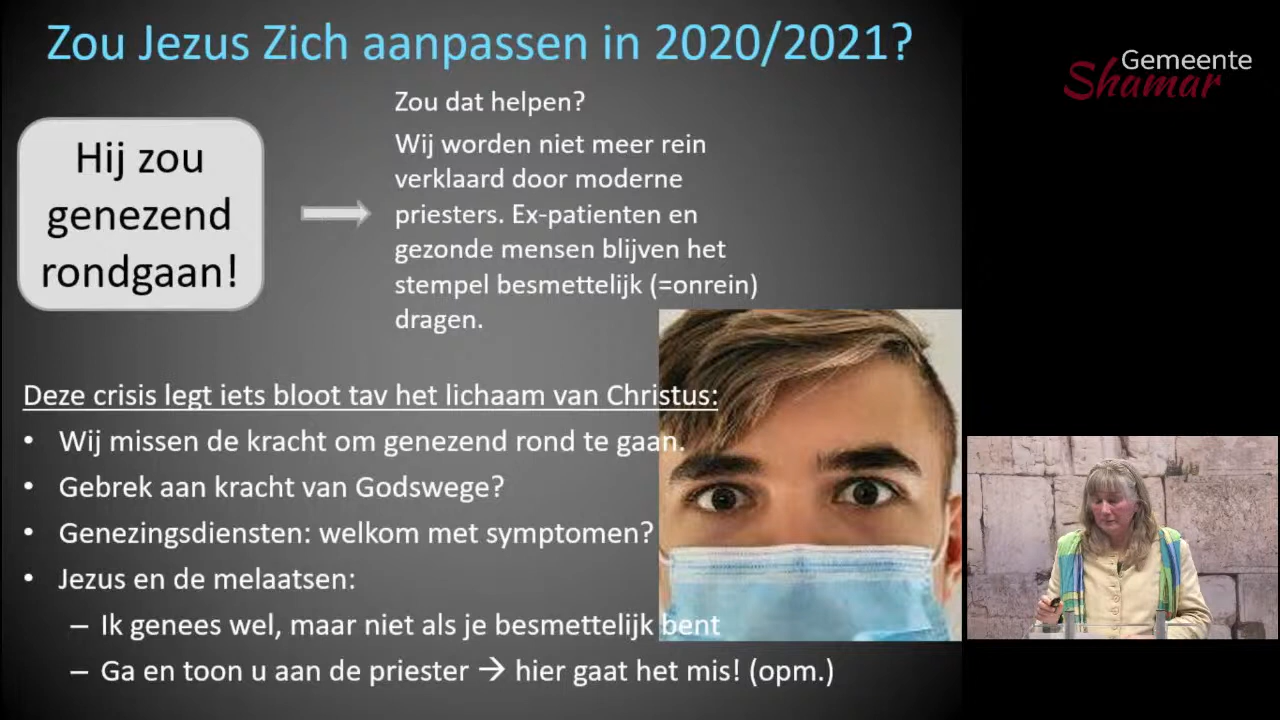 Zou Jezus Zich aanpassen in 2020/2021?
Gemeente
Shamar
Hij zou
genezend
rondgaan!
Zou dat helpen?
Wij worden niet meer rein
verklaard door moderne
priesters. Ex-patienten en
gezonde mensen blijven het
stempel besmettelijk (=onrein)
dragen.
Deze crisis legt iets bloot tav het lichaam van Christus:
• Wij missen de kracht om genezend rond te gaan.
• Gebrek aan kracht van Godswege?
• Genezingsdiensten: welkom met symptomen?
• Jezus en de melaatsen:
– Ik genees wel, maar niet als je besmettelijk bent
– Ga en toon u aan de priester → hier gaat het mis! (opm.)